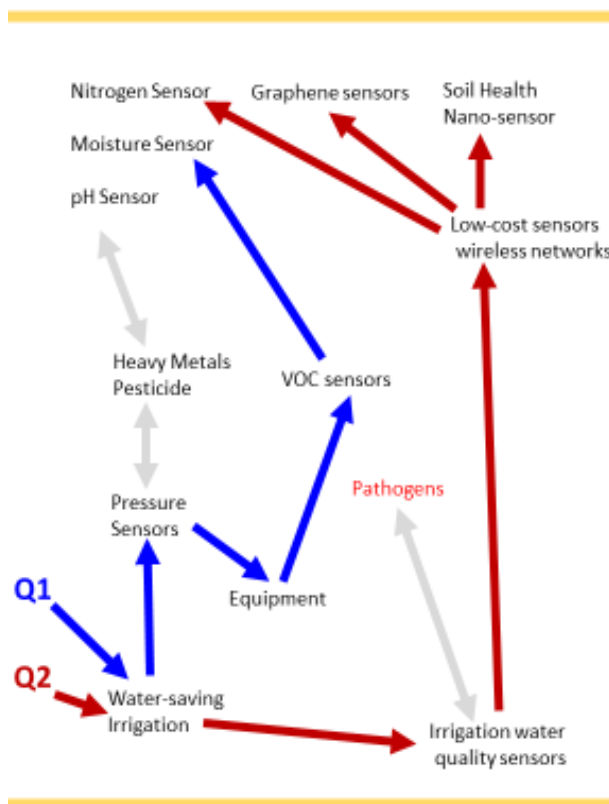 Nitrogen Sensor
Graphene sensors
Soil Health
Nano-sensor
Moisture Sensor
pH Sensor
Low-cost sensors
wireless networks
Heavy Metals
Pesticide
VOC sensors
Pathogens
Pressure
Sensors
Equipment
Q1
Q2
Water-saving
Irrigation
Irrigation water
quality sensors